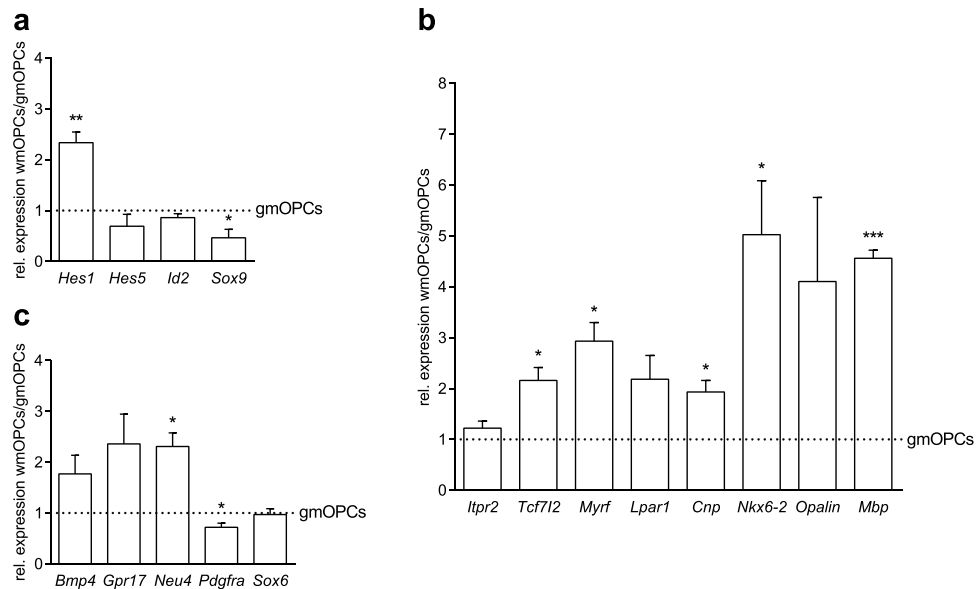 a
rel. expression wmOPCs/gmOPCs
4
3
2
1
0
**
*
gmOPCs
Hes1 Hes5 Id2 Sox9
b
rel. expression wmOPCs/gmOPCs
8
7
6
5
4
3
2
1
0
*
*
*
*
***
gmOPCs
Itpr2 Tcf7l2 Myrf Lpar1 Cnp Nkx6-2 Opalin Mbp
c
rel. expression wmOPCs/gmOPCs
4
3
2
1
0
*
*
gmOPCs
Bmp4 Gpr17 Neu4 Pdgfra Sox6